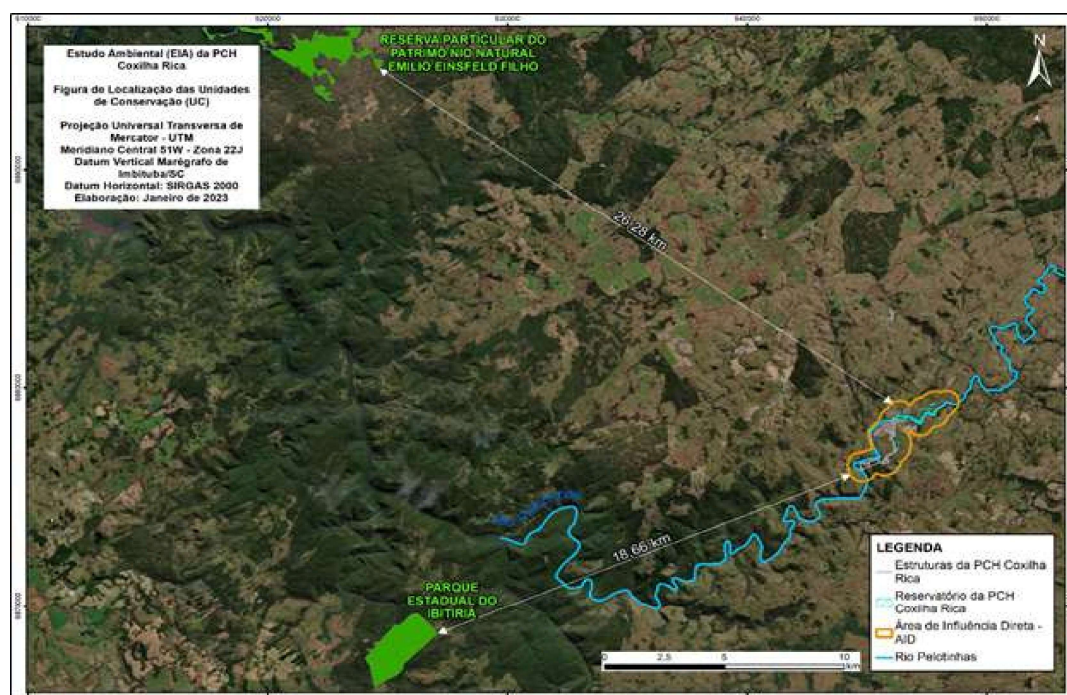 Estudo Ambiental (EIA) da PCH
Coxilha Rica
Figura de Localização das Unidades
de Conservação (UC)
Projeção Universal Transversa de
Mercator - UTM
Meridiano Central 51W - Zona 22J
Datum Vertical Marégrafo de
Imbituba/SC
Datum Horizontal: SIRGAS 2000
Elaboração: Janeiro de 2023
RESERVA PARTICULAR DO
PATRIMÔNIO NATURAL
EMILIO EINSFELD FILHO
N
26,28 km
18,66 km
PARQUE
ESTADUAL DO
IBITIRIÁ
LEGENDA
Estruturas da PCH Coxilha
Rica
Reservatório da PCH
Coxilha Rica
Área de Influência Direta -
AID
Rio Pelotinhas
0 2,5 5 10
km